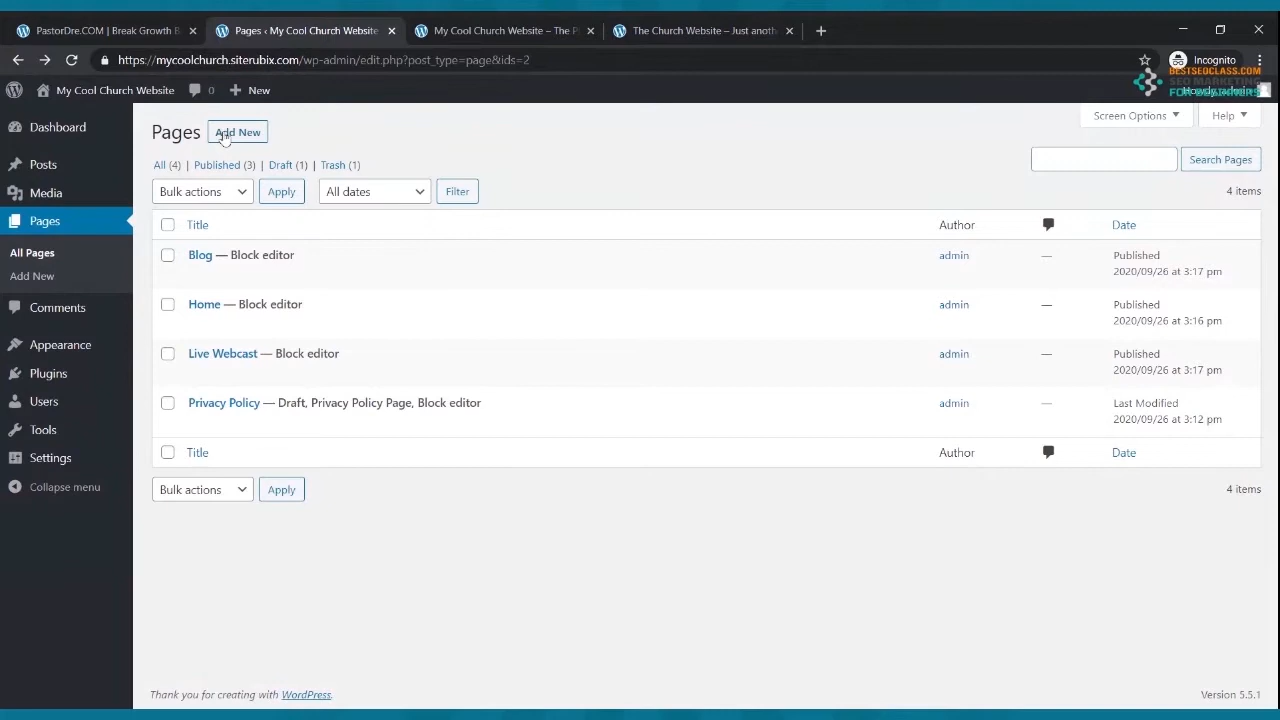 PastorDre.COM | Break Growth B
Pages ‹ My Cool Church Website
My Cool Church Website – The P
The Church Website – Just anoth
https://mycoolchurch.siterubix.com/wp-admin/edit.php?post_type=page&ids=2
Incognito
BESTSEOCLASS.COM
SEO MARKETING
FOR BEGINNERS
My Cool Church Website
0
New
Dashboard
Posts
Media
Pages
All Pages
Add New
Comments
Appearance
Plugins
Users
Tools
Settings
Collapse menu
Pages
Add New
Screen Options
Help
All (4) | Published (3) | Draft (1) | Trash (1)
Search Pages
Bulk actions
Apply
All dates
Filter
4 items
Title
Author
Date
Blog — Block editor
admin
—
Published
2020/09/26 at 3:17 pm
Home — Block editor
admin
—
Published
2020/09/26 at 3:16 pm
Live Webcast — Block editor
admin
—
Published
2020/09/26 at 3:17 pm
Privacy Policy — Draft, Privacy Policy Page, Block editor
admin
—
Last Modified
2020/09/26 at 3:12 pm
Title
Author
Date
Bulk actions
Apply
4 items
Thank you for creating with WordPress.
Version 5.5.1